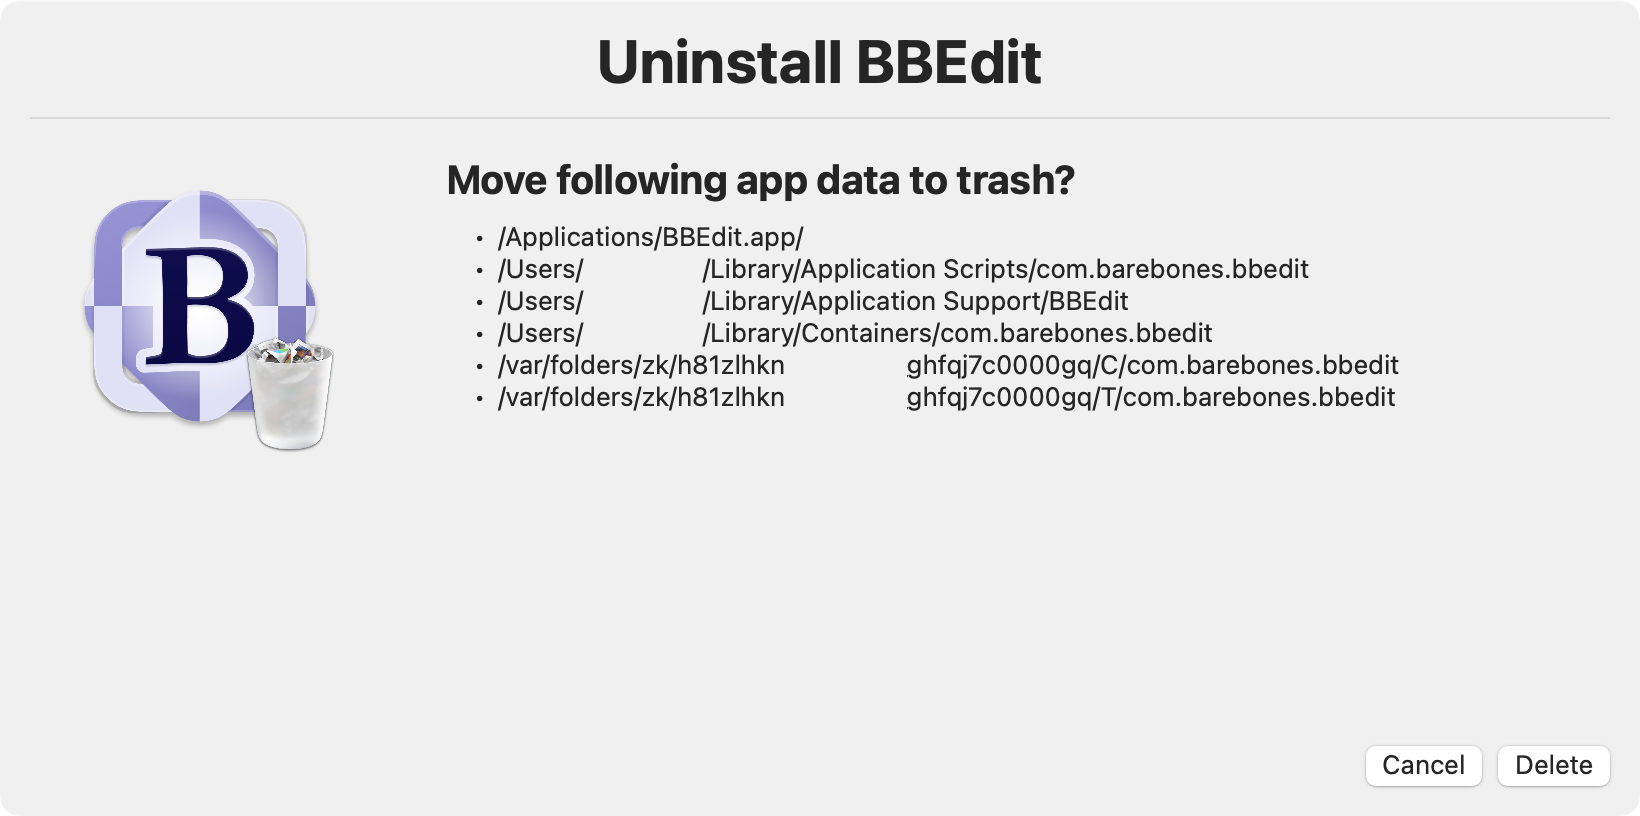 Uninstall BBEdit
Move following app data to trash?
• /Applications/BBEdit.app/
• /Users/ /Library/Application Scripts/com.barebones.bbedit
• /Users/ /Library/Application Support/BBEdit
• /Users/ /Library/Containers/com.barebones.bbedit
• /var/folders/zk/h81zlhkn ghfqj7c0000gq/C/com.barebones.bbedit
• /var/folders/zk/h81zlhkn ghfqj7c0000gq/T/com.barebones.bbedit
B
Cancel Delete